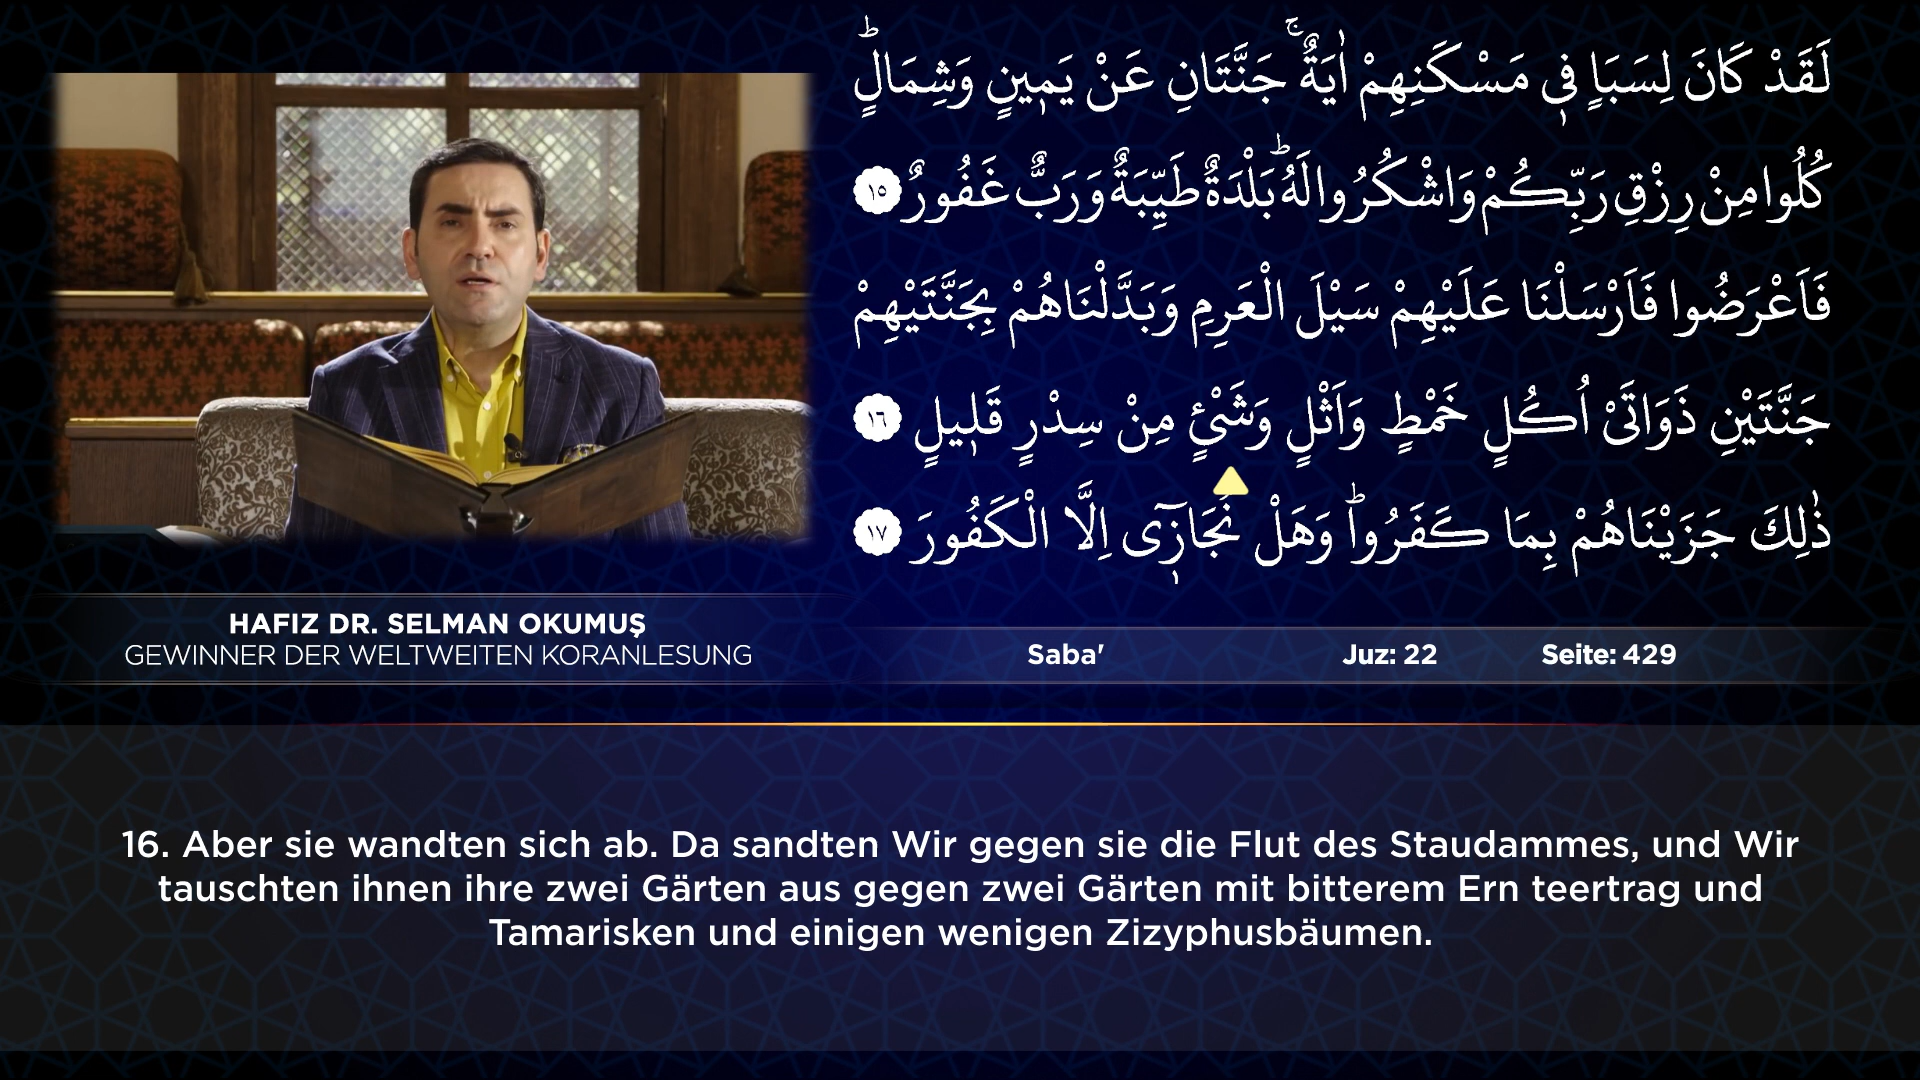 لَقَدْ كَانَ لِسَبَاٍ فٖي مَسْكَنِهِمْ اٰيَةٌۚ جَنَّتَانِ عَنْ يَمٖينٍ وَشِمَالٍؕ
كُلُوا مِنْ رِزْقِ رَبِّكُمْ وَاشْكُرُوا لَهُؕ بَلْدَةٌ طَيِّبَةٌ وَرَبٌّ غَفُورٌ ١٥
فَاَعْرَضُوا فَاَرْسَلْنَا عَلَيْهِمْ سَيْلَ الْعَرِمِ وَبَدَّلْنَاهُمْ بِجَنَّتَيْهِمْ
جَنَّتَيْنِ ذَوَاتَىْ اُكُلٍ خَمْطٍ وَاَثْلٍ وَشَىْءٍ مِنْ سِدْرٍ قَلٖيلٍ ١٦
ذٰلِكَ جَزَيْنَاهُمْ بِمَا كَفَرُواؕ وَهَلْ نُجَازٖٓى اِلَّا الْكَفُورَ ١٧
HAFIZ DR. SELMAN OKUMUŞ
GEWINNER DER WELTWEITEN KORANLESUNG
Saba' Juz: 22 Seite: 429
16. Aber sie wandten sich ab. Da sandten Wir gegen sie die Flut des Staudammes, und Wir
tauschten ihnen ihre zwei Gärten aus gegen zwei Gärten mit bitterem Ern teertrag und
Tamarisken und einigen wenigen Zizyphusbäumen.